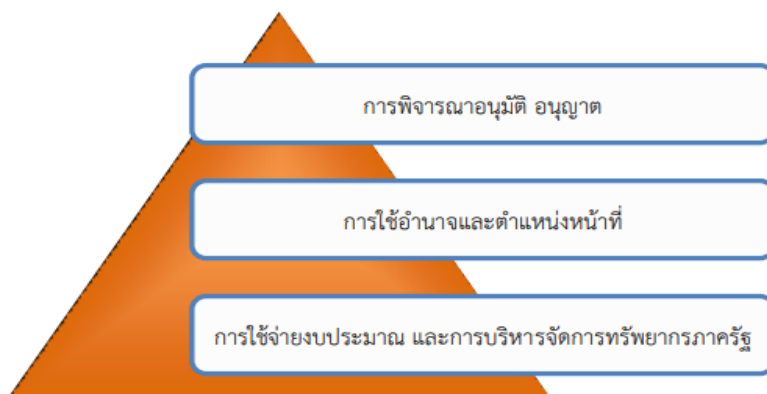 การพิจารณาอนุมัติ อนุญาต
การใช้อำนาจและตำแหน่งหน้าที่
การใช้จ่ายงบประมาณ และการบริหารจัดการทรัพยากรภาครัฐ